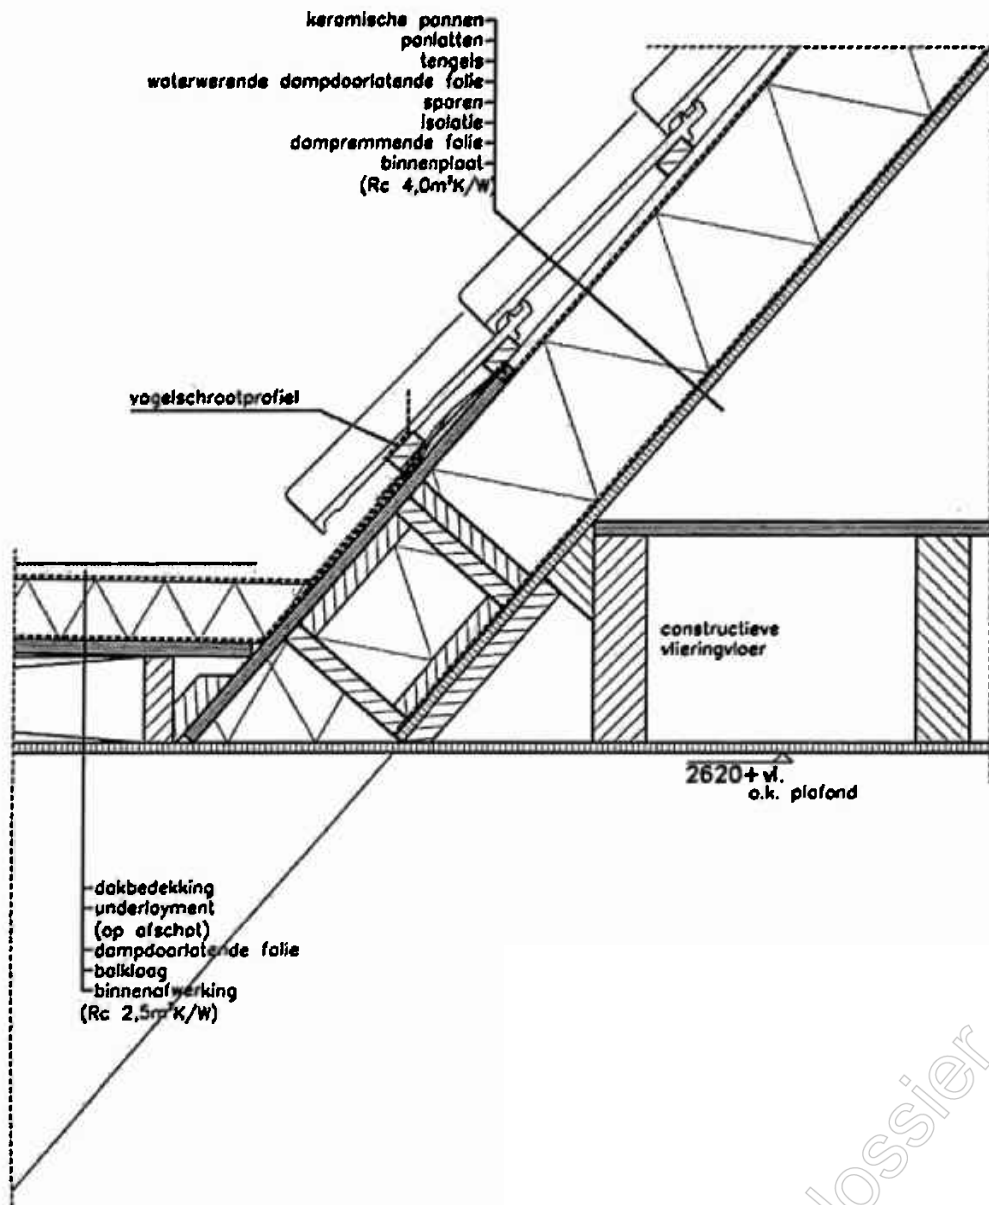 keramische pannen
panlatten
tengels
waterwerende dampdoorlatende folie
sporen
isolatie
dampremmende folie
binnenplaat
(Rc 4,0m²K/W)
vogelschrootprofiel
constructieve
vlieringvloer
2620+vl.
o.k. plafond
dakbedekking
underlayment
(op afschot)
dampdoorlatende folie
balklaag
binnenafwerking
(Rc 2,5m²K/W)
lossier